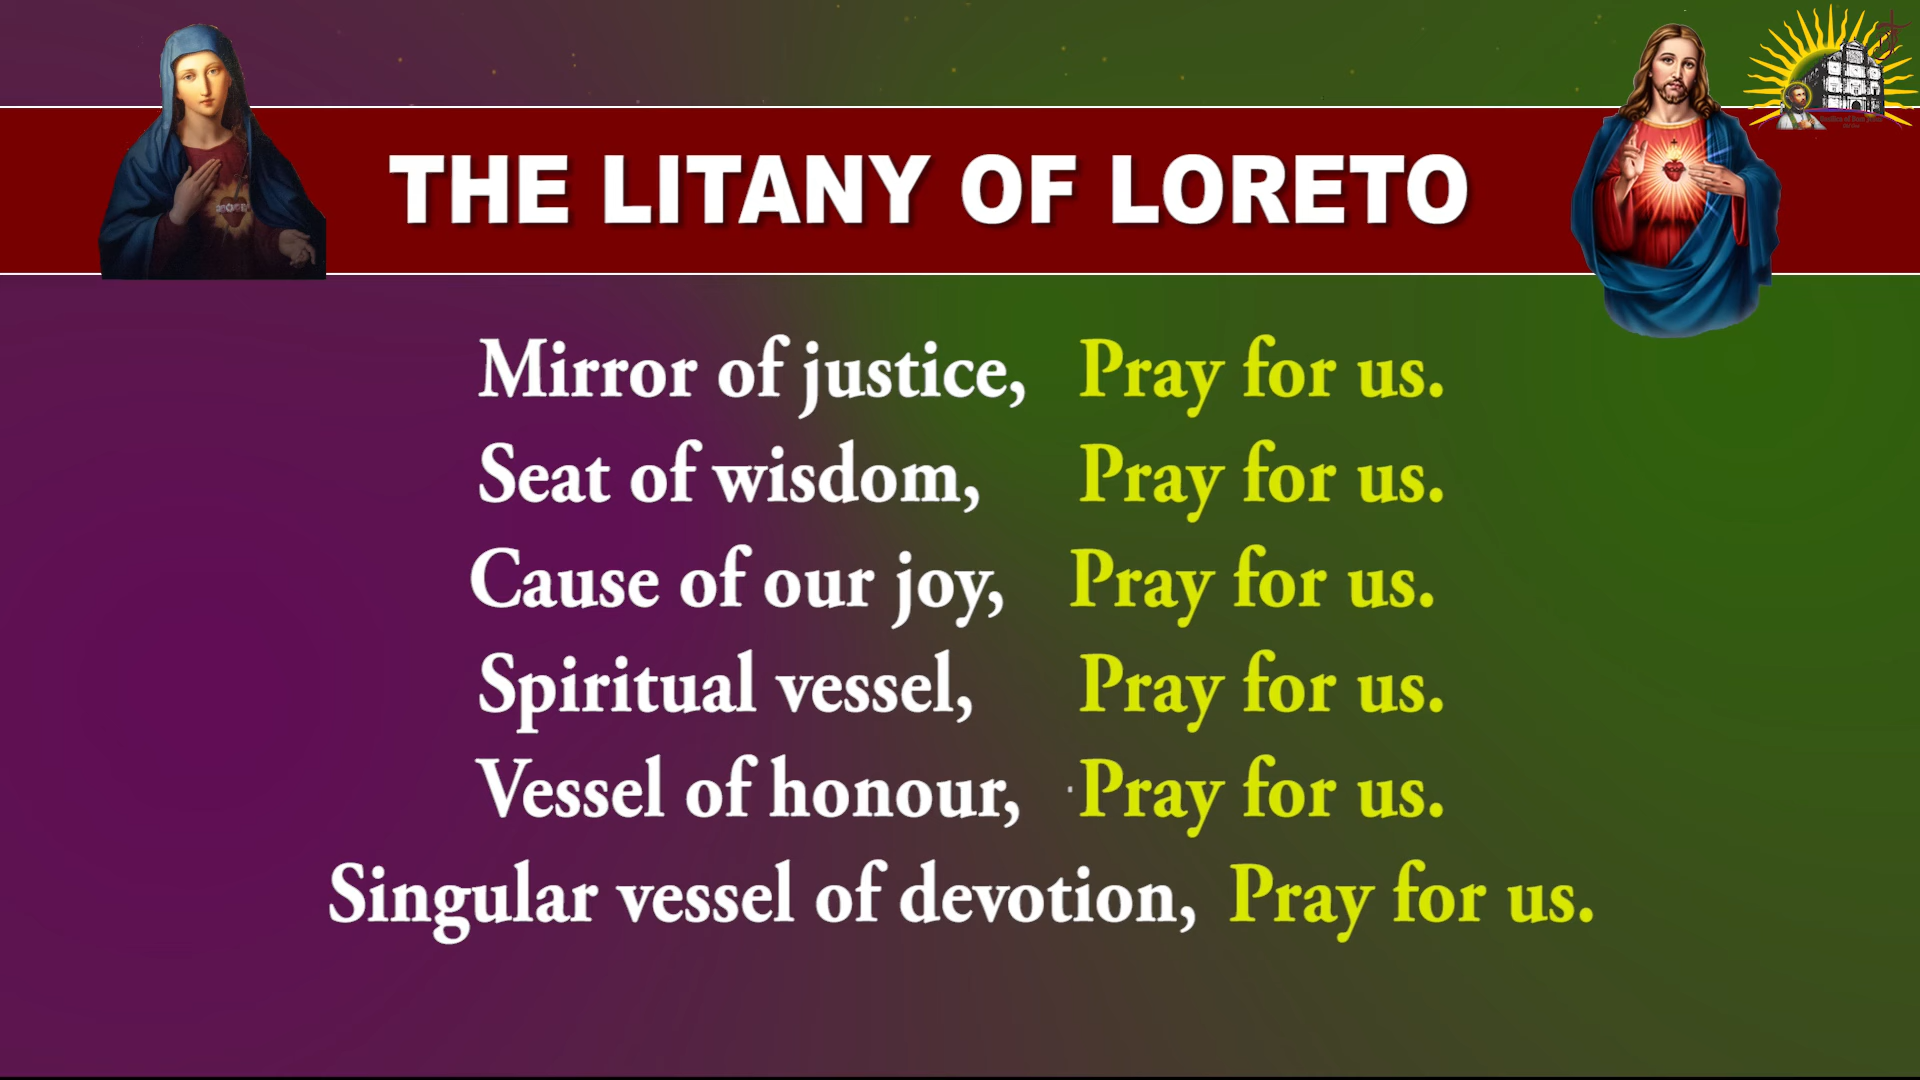 THE LITANY OF LORETO
Mirror of justice, Pray for us.
Seat of wisdom, Pray for us.
Cause of our joy, Pray for us.
Spiritual vessel, Pray for us.
Vessel of honour, Pray for us.
Singular vessel of devotion, Pray for us.